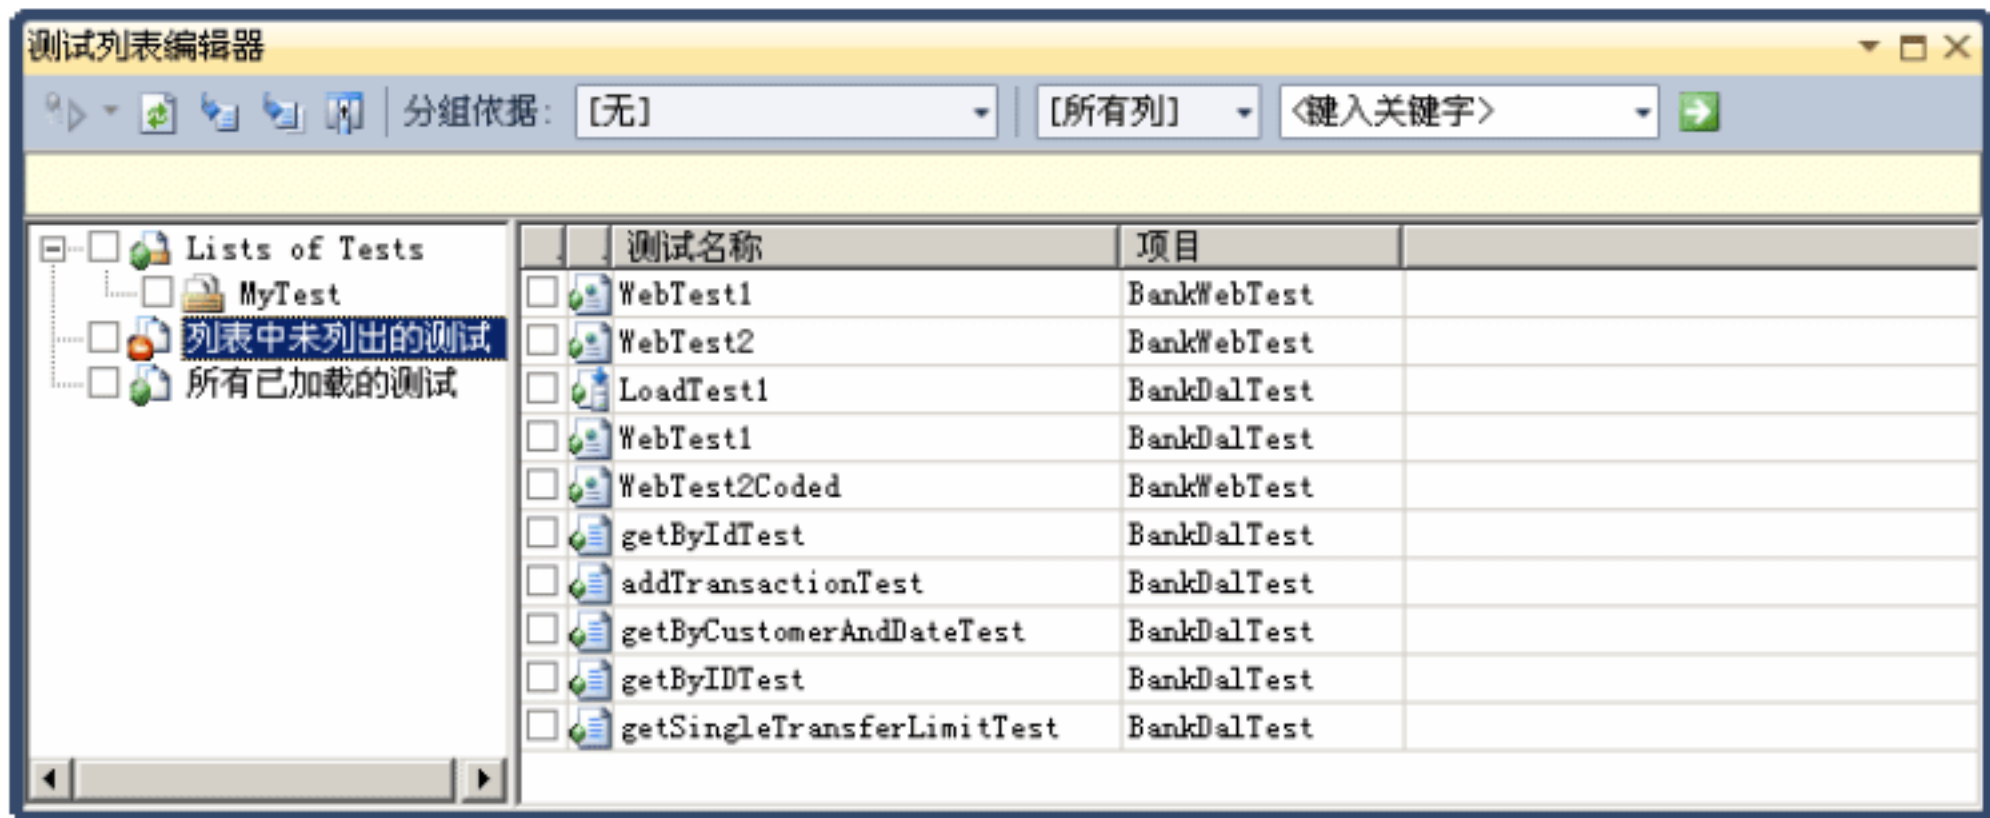 测试列表编辑器
分组依据: [无] [所有列] <键入关键字>
Lists of Tests
MyTest
列表中未列出的测试
所有已加载的测试
测试名称 项目
WebTest1 BankWebTest
WebTest2 BankWebTest
LoadTest1 BankDalTest
WebTest1 BankDalTest
WebTest2Coded BankWebTest
getByIdTest BankDalTest
addTransactionTest BankDalTest
getByCustomerAndDateTest BankDalTest
getByIDTest BankDalTest
getSingleTransferLimitTest BankDalTest